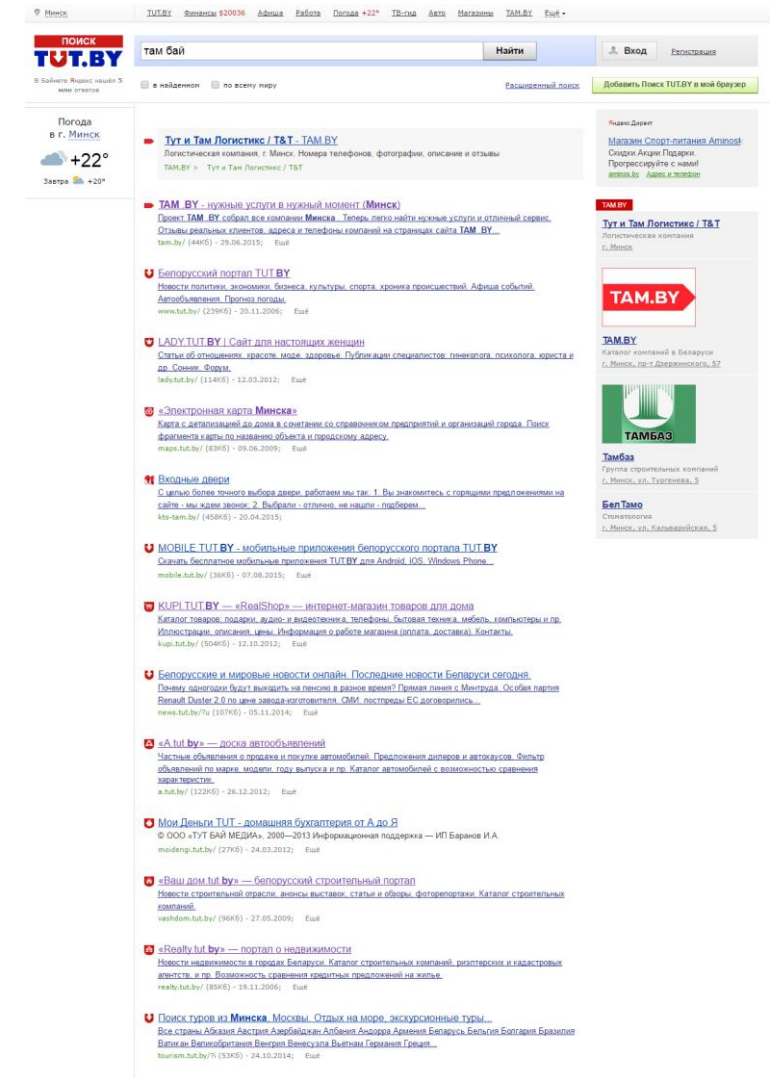 Минск
TUT.BY Финансы $20036 Афиша Работа Погода +22° ТВ-гид Авто Магазины TAM.BY Ещё
ПОИСК
TUT.BY
там бай
Найти
Вход
Регистрация
В Байнете Яндекс нашёл 5
млн ответов
в найденном по всему миру
Расширенный поиск
Добавить Поиск TUT.BY в мой браузер
Погода
в г. Минск
+22°
Завтра +20°
Тут и Там Логистикс / T&T - TAM.BY
Логистическая компания, г. Минск. Номера телефонов, фотографии, описание и отзывы
TAM.BY > Тут и Там Логистикс / T&T
TAM .BY - нужные услуги в нужный момент (Минск)
Проект TAM .BY собрал все компании Минска . Теперь легко найти нужные услуги и отличный сервис.
Отзывы реальных клиентов, адреса и телефоны компаний на страницах сайта TAM .BY...
tam.by/ (44Кб) - 29.06.2015; Ещё
Белорусский портал TUT.BY
Новости политики, экономики, бизнеса, культуры, спорта, хроника происшествий. Афиша событий.
Автообъявления. Прогноз погоды.
www.tut.by/ (239Кб) - 20.11.2006; Ещё
LADY.TUT.BY | Сайт для настоящих женщин
Статьи об отношениях, красоте, моде, здоровье. Публикации специалистов: гинеколога, психолога, юриста и
др. Сонник. Форум.
lady.tut.by/ (114Кб) - 12.03.2012; Ещё
«Электронная карта Минска»
Карта с детализацией до дома в сочетании со справочником предприятий и организаций города. Поиск
фрагмента карты по названию объекта и городскому адресу.
maps.tut.by/ (83Кб) - 09.06.2009; Ещё
Входные двери
С целью более точного выбора двери, работаем мы так: 1. Вы знакомитесь с горящими предложениями на
сайте - мы ждем звонок; 2. Выбрали - отлично, не нашли - подберем...
kto-tam.by/ (458Кб) - 20.04.2015;
MOBILE.TUT.BY - мобильные приложения белорусского портала TUT.BY
Скачать бесплатное мобильные приложения TUT.BY для Android, iOS, Windows Phone...
mobile.tut.by/ (36Кб) - 07.08.2015; Ещё
KUPI.TUT.BY — «RealShop» — интернет-магазин товаров для дома
Каталог товаров: подарки, аудио- и видеотехника, телефоны, бытовая техника, мебель, компьютеры и пр.
Иллюстрации, описания, цены. Информация о работе магазина (оплата, доставка). Контакты.
kupi.tut.by/ (504Кб) - 12.10.2012; Ещё
Белорусские и мировые новости онлайн. Последние новости Беларуси сегодня.
Почему одногодки будут выходить на пенсию в разное время? Прямая линия с Минтруда. Особая партия
Renault Duster 2.0 по цене завода-изготовителя. СМИ: постпреды ЕС договорились...
news.tut.by/?u (107Кб) - 05.11.2014; Ещё
«A.tut.by» — доска автообъявлений
Частные объявления о продаже и покупке автомобилей. Предложения дилеров и автохаусов. Фильтр
объявлений по марке, модели, году выпуска и пр. Каталог автомобилей с возможностью сравнения
характеристик.
a.tut.by/ (122Кб) - 26.12.2012; Ещё
Мои Деньги TUT - домашняя бухгалтерия от А до Я
© ООО «ТУТ БАЙ МЕДИА», 2000—2013 Информационная поддержка — ИП Баранов И.А.
moidengi.tut.by/ (27Кб) - 24.03.2012; Ещё
«Ваш дом.tut.by» — белорусский строительный портал
Новости строительной отрасли, анонсы выставок, статьи и обзоры, фоторепортажи. Каталог строительных
компаний.
vashdom.tut.by/ (96Кб) - 27.05.2009; Ещё
«Realty.tut.by» — портал о недвижимости
Новости недвижимости в городах Беларуси. Каталог строительных компаний, риэлтерских и кадастровых
агентств, и пр. Возможность сравнения кредитных предложений на жилье.
realty.tut.by/ (85Кб) - 19.11.2006; Ещё
Поиск туров из Минска, Москвы. Отдых на море, экскурсионные туры...
Все страны Абхазия Австрия Азербайджан Албания Андорра Армения Беларусь Бельгия Болгария Бразилия
Ватикан Великобритания Венгрия Венесуэла Вьетнам Германия Греция...
tourism.tut.by/ (53Кб) - 24.10.2014; Ещё
Яндекс.Директ
Магазин Спорт-питания Aminos
Скидки.Акции.Подарки.
Прогрессируйте с нами!
aminos.by Адрес и телефон
TAM.BY
Тут и Там Логистикс / T&T
Логистическая компания
г. Минск
TAM.BY
TAM.BY
Каталог компаний в Беларуси
г. Минск, пр-т Дзержинского, 57
ТАМБАЗ
Тамбаз
Группа строительных компаний
г. Минск, ул. Тургенева, 5
БелТамо
Стоматология
г. Минск, ул. Кальварийская, 5